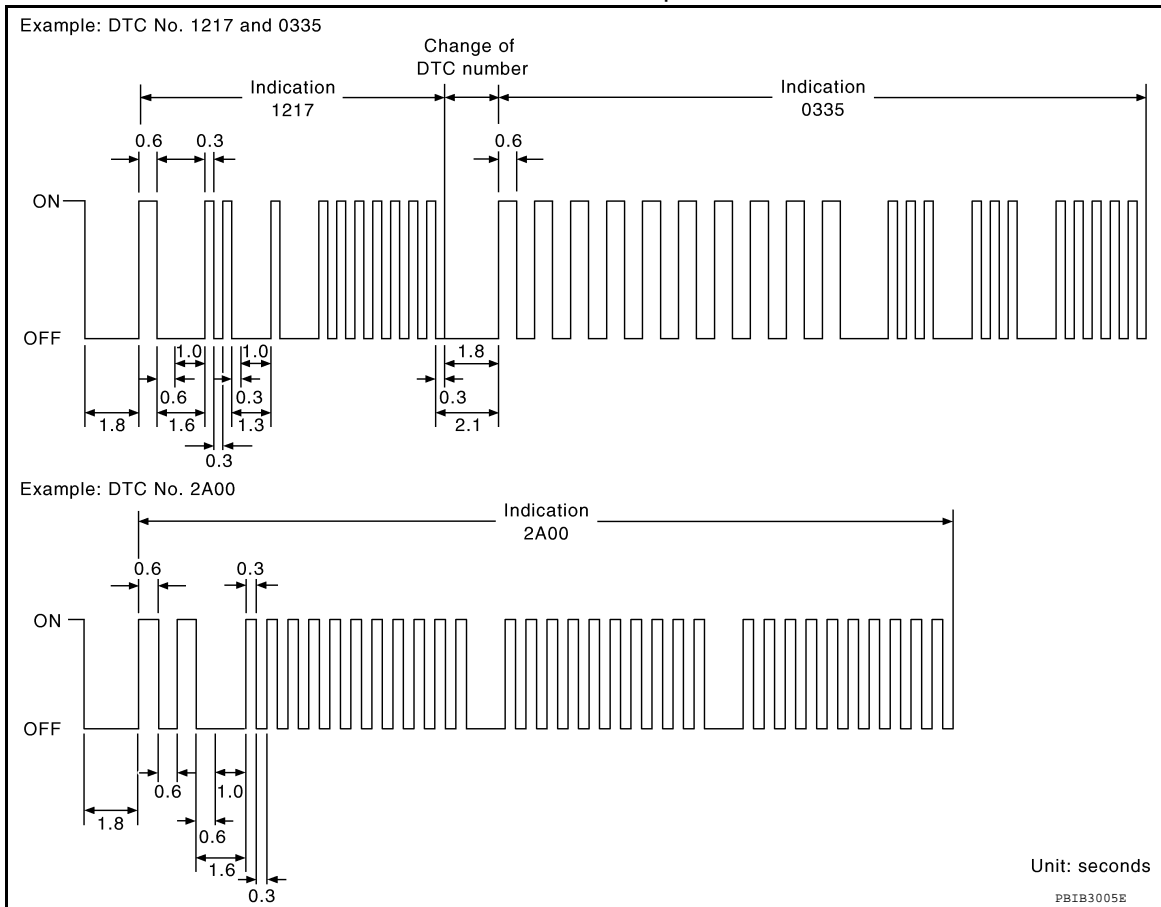 Example: DTC No. 1217 and 0335
Change of
DTC number
Indication
1217
Indication
0335
0.6
0.3
0.6
ON
OFF
1.0
1.0
1.8
0.6
0.3
0.3
1.8
1.6
1.3
2.1
0.3
Example: DTC No. 2A00
Indication
2A00
0.6
0.3
ON
OFF
0.6
1.0
1.8
0.6
1.6
0.3
Unit: seconds
PBIB3005E